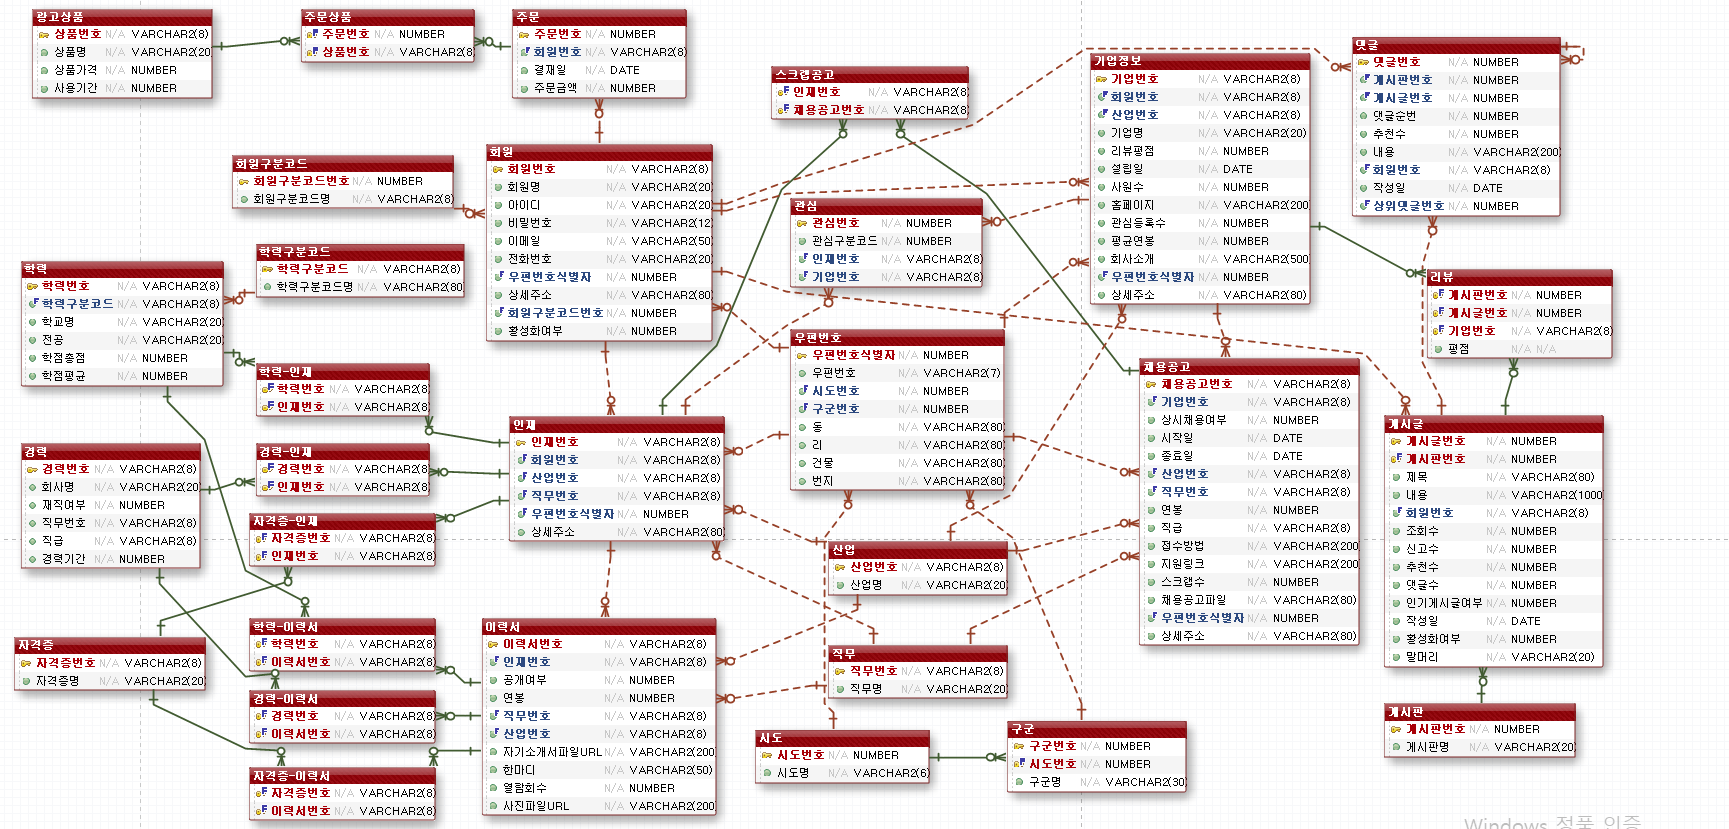 광고상품
상품번호 N/A VARCHAR2(8)
상품명 N/A VARCHAR2(20)
상품가격 N/A NUMBER
사용기간 N/A NUMBER
주문상품
주문번호 N/A NUMBER
상품번호 N/A VARCHAR2(8)
주문
주문번호 N/A NUMBER
회원번호 N/A VARCHAR2(8)
결재일 N/A DATE
주문금액 N/A NUMBER
스크랩공고
인재번호 N/A VARCHAR2(8)
채용공고번호 N/A VARCHAR2(8)
기업정보
기업번호 N/A VARCHAR2(8)
회원번호 N/A VARCHAR2(8)
산업번호 N/A VARCHAR2(8)
기업명 N/A VARCHAR2(20)
리뷰평점 N/A NUMBER
설립일 N/A DATE
사원수 N/A NUMBER
홈페이지 N/A VARCHAR2(200)
관심등록수 N/A NUMBER
평균연봉 N/A NUMBER
회사소개 N/A VARCHAR2(500)
우편번호식별자 N/A NUMBER
상세주소 N/A VARCHAR2(80)
댓글
댓글번호 N/A NUMBER
게시판번호 N/A NUMBER
게시글번호 N/A NUMBER
댓글순번 N/A NUMBER
추천수 N/A NUMBER
내용 N/A VARCHAR2(200)
회원번호 N/A VARCHAR2(8)
작성일 N/A DATE
상위댓글번호 N/A NUMBER
회원구분코드
회원구분코드번호 N/A NUMBER
회원구분코드명 N/A VARCHAR2(8)
회원
회원번호 N/A VARCHAR2(8)
회원명 N/A VARCHAR2(20)
아이디 N/A VARCHAR2(20)
비밀번호 N/A VARCHAR2(12)
이메일 N/A VARCHAR2(50)
전화번호 N/A VARCHAR2(20)
우편번호식별자 N/A NUMBER
상세주소 N/A VARCHAR2(80)
회원구분코드번호 N/A NUMBER
활성화여부 N/A NUMBER
관심
관심번호 N/A NUMBER
관심구분코드 N/A NUMBER
인재번호 N/A VARCHAR2(8)
기업번호 N/A VARCHAR2(8)
학력구분코드
학력구분코드 N/A VARCHAR2(8)
학력구분코드명 N/A VARCHAR2(80)
학력
학력번호 N/A VARCHAR2(8)
학력구분코드 N/A VARCHAR2(8)
학교명 N/A VARCHAR2(20)
전공 N/A VARCHAR2(20)
학점총점 N/A NUMBER
학점평균 N/A NUMBER
리뷰
게시판번호 N/A NUMBER
게시글번호 N/A NUMBER
기업번호 N/A VARCHAR2(8)
평점 N/A N/A
우편번호
우편번호식별자 N/A NUMBER
우편번호 N/A VARCHAR2(7)
시도번호 N/A NUMBER
구군번호 N/A NUMBER
동 N/A VARCHAR2(80)
리 N/A VARCHAR2(80)
건물 N/A VARCHAR2(80)
번지 N/A VARCHAR2(80)
학력-인재
학력번호 N/A VARCHAR2(8)
인재번호 N/A VARCHAR2(8)
채용공고
채용공고번호 N/A VARCHAR2(8)
기업번호 N/A VARCHAR2(8)
상시채용여부 N/A NUMBER
시작일 N/A DATE
종료일 N/A DATE
산업번호 N/A VARCHAR2(8)
직무번호 N/A VARCHAR2(8)
연봉 N/A NUMBER
직급 N/A VARCHAR2(8)
접수방법 N/A VARCHAR2(200)
지원링크 N/A VARCHAR2(200)
스크랩수 N/A NUMBER
채용공고파일 N/A VARCHAR2(80)
우편번호식별자 N/A NUMBER
상세주소 N/A VARCHAR2(80)
경력
경력번호 N/A VARCHAR2(8)
회사명 N/A VARCHAR2(20)
재직여부 N/A NUMBER
직무번호 N/A VARCHAR2(8)
직급 N/A VARCHAR2(8)
경력기간 N/A NUMBER
경력-인재
경력번호 N/A VARCHAR2(8)
인재번호 N/A VARCHAR2(8)
인재
인재번호 N/A VARCHAR2(8)
회원번호 N/A VARCHAR2(8)
산업번호 N/A VARCHAR2(8)
직무번호 N/A VARCHAR2(8)
우편번호식별자 N/A NUMBER
상세주소 N/A VARCHAR2(80)
게시글
게시글번호 N/A NUMBER
게시판번호 N/A NUMBER
제목 N/A VARCHAR2(80)
내용 N/A VARCHAR2(1000
회원번호 N/A VARCHAR2(8)
조회수 N/A NUMBER
신고수 N/A NUMBER
추천수 N/A NUMBER
댓글수 N/A NUMBER
인기게시글여부 N/A NUMBER
작성일 N/A DATE
활성화여부 N/A NUMBER
말머리 N/A VARCHAR2(20)
자격증-인재
자격증번호 N/A VARCHAR2(8)
인재번호 N/A VARCHAR2(8)
산업
산업번호 N/A VARCHAR2(8)
산업명 N/A VARCHAR2(20)
자격증
자격증번호 N/A VARCHAR2(8)
자격증명 N/A VARCHAR2(20)
학력-이력서
학력번호 N/A VARCHAR2(8)
이력서번호 N/A VARCHAR2(8)
이력서
이력서번호 N/A VARCHAR2(8)
인재번호 N/A VARCHAR2(8)
공개여부 N/A NUMBER
연봉 N/A NUMBER
직무번호 N/A VARCHAR2(8)
산업번호 N/A VARCHAR2(8)
자기소개서파일URL N/A VARCHAR2(200)
한마디 N/A VARCHAR2(50)
열람회수 N/A NUMBER
사진파일URL N/A VARCHAR2(200)
직무
직무번호 N/A VARCHAR2(8)
직무명 N/A VARCHAR2(20)
경력-이력서
경력번호 N/A VARCHAR2(8)
이력서번호 N/A VARCHAR2(8)
자격증-이력서
자격증번호 N/A VARCHAR2(8)
이력서번호 N/A VARCHAR2(8)
시도
시도번호 N/A NUMBER
시도명 N/A VARCHAR2(6)
구군
구군번호 N/A NUMBER
시도번호 N/A NUMBER
구군명 N/A VARCHAR2(30)
게시판
게시판번호 N/A NUMBER
게시판명 N/A VARCHAR2(20)
Windows 정품 인증